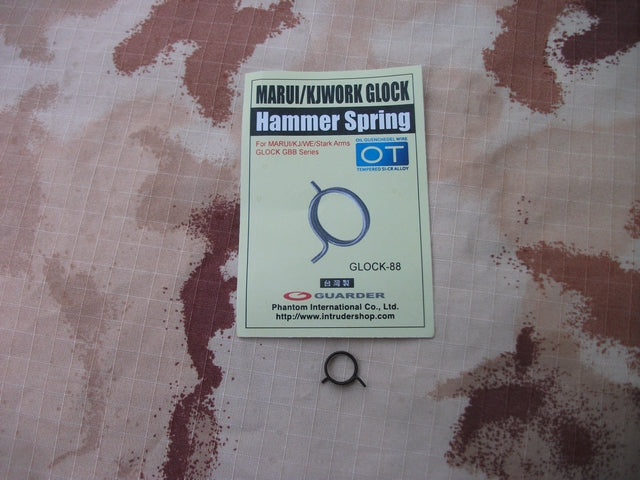 MARUI/KJWORK GLOCK
Hammer Spring
For MARUI/KJ/WE/Stark Arms
GLOCK GBB Series
OIL QUENCHEDEL WIRE
OT
TEMPERED SI-CR ALLOY
GLOCK-88
台灣製
GUARDER
Phantom International Co., Ltd.
http://www.intrudershop.com